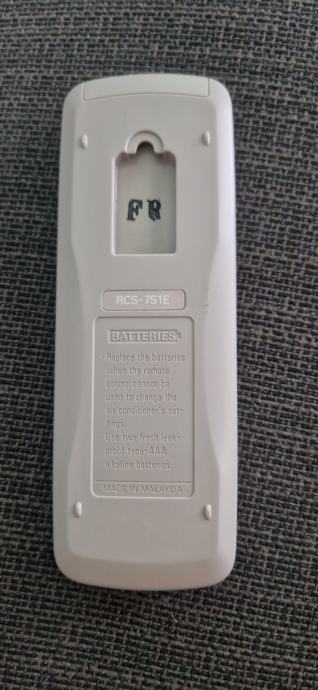 FR
RCS-7S1E
BATTERIES
· Replace the batteries
when the remote
control cannot be
used to change the
air conditioner's set-
tings.
· Use two fresh leak-
proof type-AAA
alkaline batteries.
MADE IN MALAYSIA